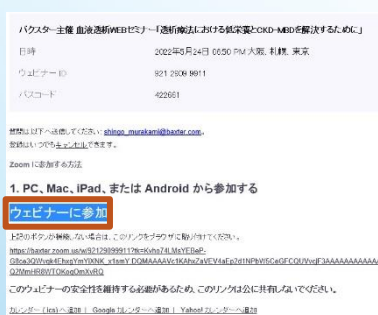 バクスター主催 血液透析WEBセミナー「透析療法における低栄養とCKD-MBDを解決するために」
日時 2022年5月24日 06:50 PM 大阪、札幌、東京
ウェビナー ID 921 2909 9911
パスコード 422661
質問は以下へ送信してください: shingo_murakami@baxter.com。
登録はいつでもキャンセルできます。
Zoom に参加する方法
1. PC、Mac、iPad、または Android から参加する
ウェビナーに参加
上記のボタンが機能しない場合は、このリンクをブラウザに貼り付けてください。
このウェビナーの安全性を維持する必要があるため、このリンクは公に共有しないでください。
カレンダー (.ics)へ追加 | Google カレンダーへ追加 | Yahoo! カレンダーへ追加